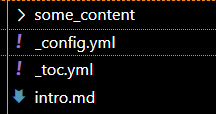 some_content
_config.yml
_toc.yml
intro.md